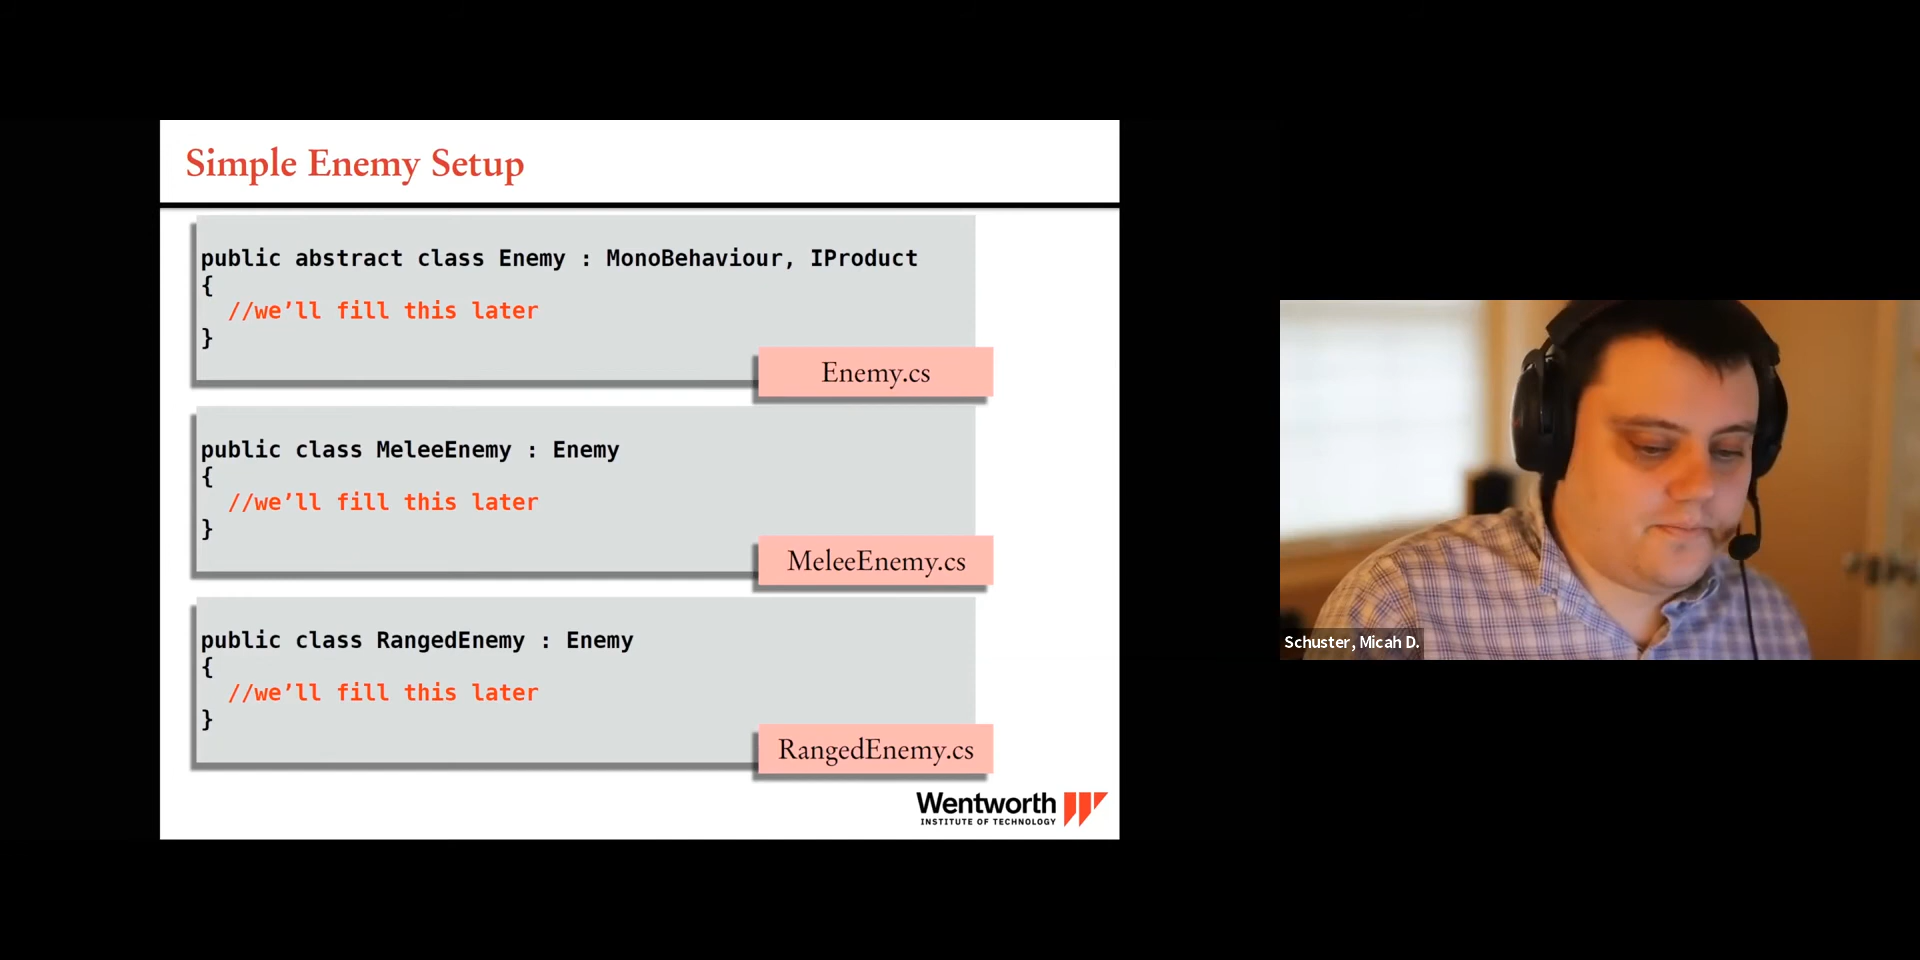 Simple Enemy Setup
public abstract class Enemy : MonoBehaviour, IProduct
{
//we’ll fill this later
}
Enemy.cs
public class MeleeEnemy : Enemy
{
//we’ll fill this later
}
MeleeEnemy.cs
public class RangedEnemy : Enemy
{
//we’ll fill this later
}
RangedEnemy.cs
Wentworth
INSTITUTE OF TECHNOLOGY
Schuster, Micah D.